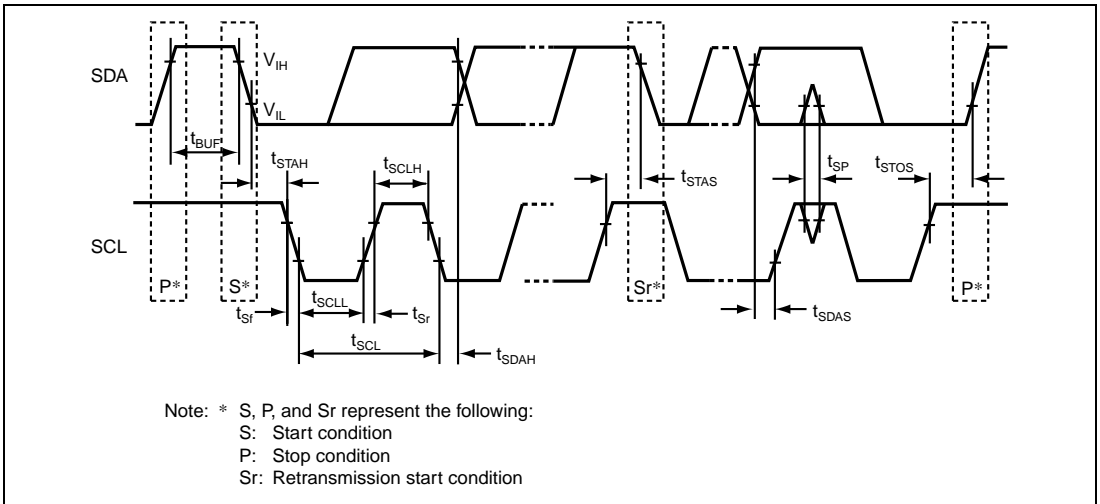 SDA
V_IH
V_IL
t_BUF
t_STAH
t_SCLH
t_STAS
t_SP
t_STOS
SCL
P*
S*
Sr*
P*
t_Sf
t_SCLL
t_Sr
t_SCL
t_SDAH
t_SDAS
Note: * S, P, and Sr represent the following:
S: Start condition
P: Stop condition
Sr: Retransmission start condition